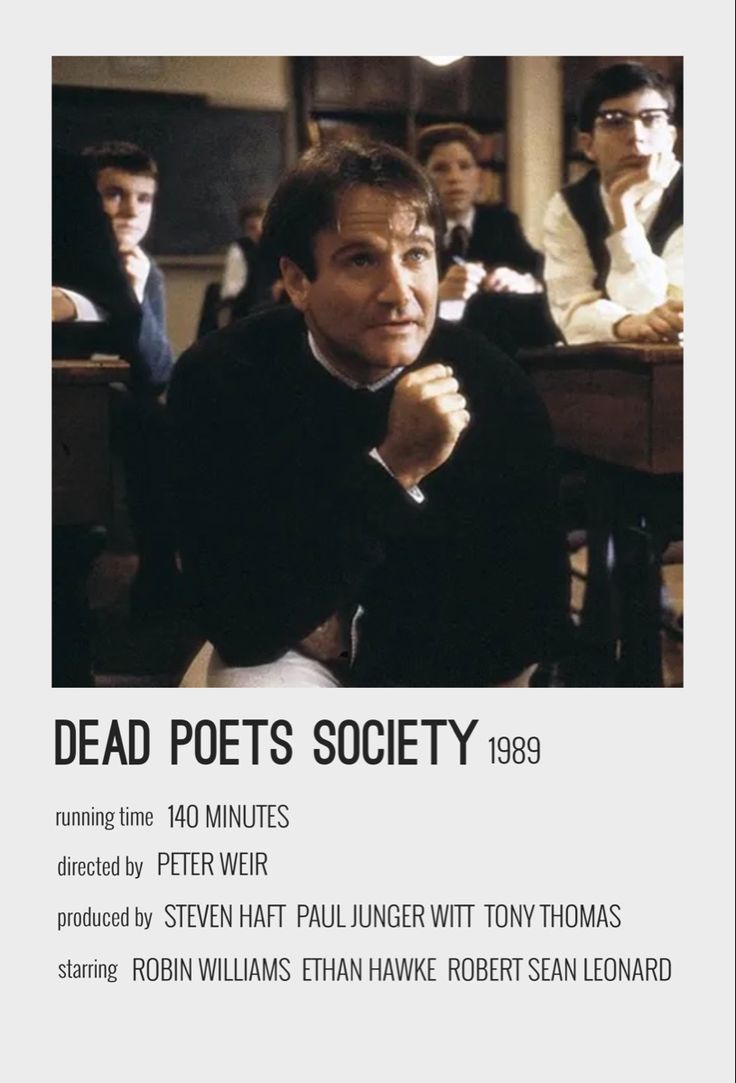 DEAD POETS SOCIETY 1989
running time 140 MINUTES
directed by PETER WEIR
produced by STEVEN HAFT PAUL JUNGER WITT TONY THOMAS
starring ROBIN WILLIAMS ETHAN HAWKE ROBERT SEAN LEONARD